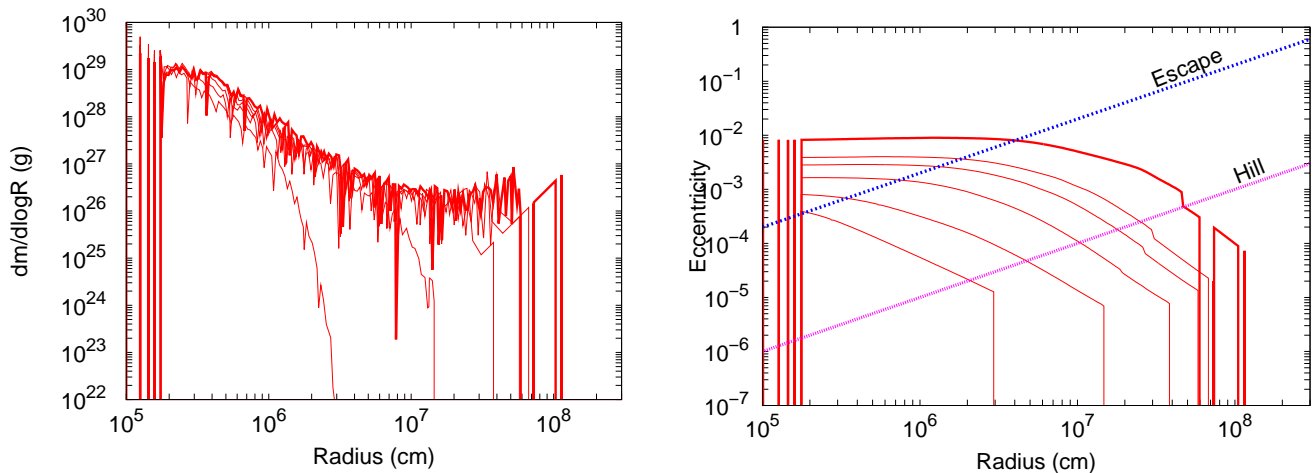 10^30
10^29
10^28
10^27
10^26
10^25
10^24
10^23
10^22
dm/dlogR (g)
10^5 10^6 10^7 10^8
Radius (cm)
1
10^−1
10^−2
10^−3
10^−4
10^−5
10^−6
10^−7
Eccentricity
Escape
Hill
10^5 10^6 10^7 10^8
Radius (cm)